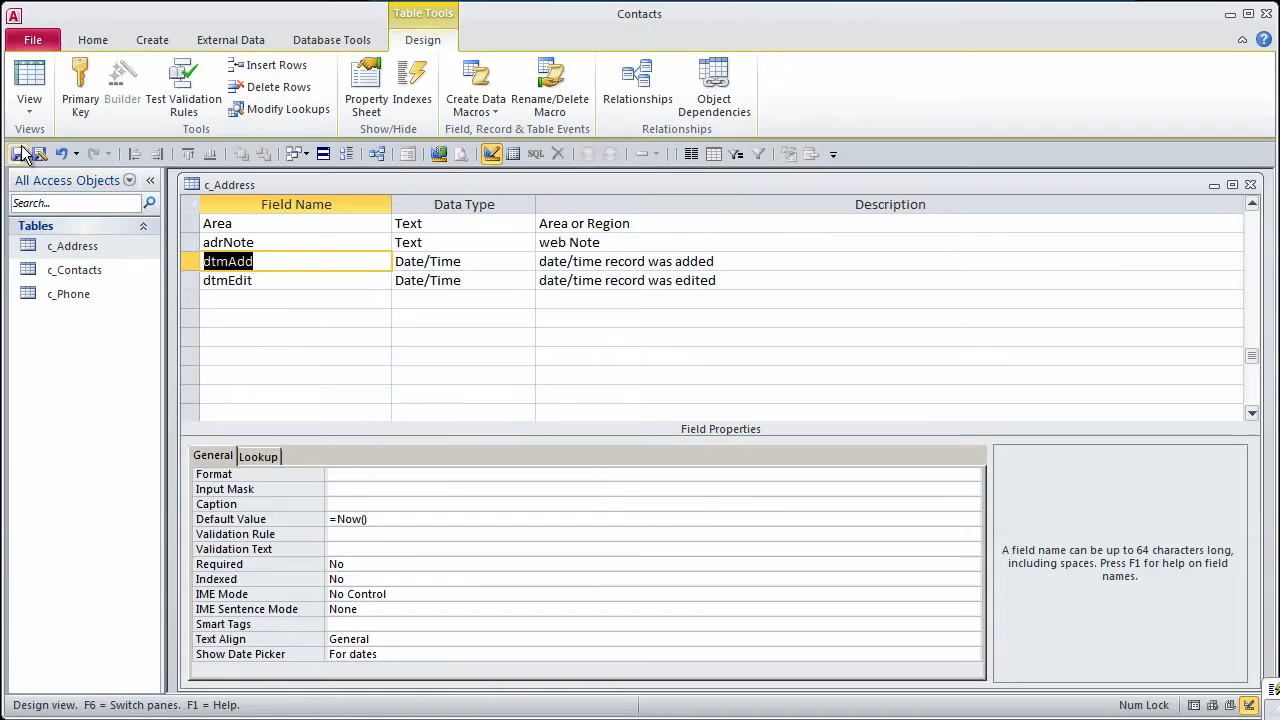 Table Tools
Contacts
File
Home
Create
External Data
Database Tools
Design
View
Primary Key
Builder
Test Validation Rules
Insert Rows
Delete Rows
Modify Lookups
Property Sheet
Indexes
Create Data Macros
Rename/Delete Macro
Relationships
Object Dependencies
Views
Tools
Show/Hide
Field, Record & Table Events
Relationships
SQL
All Access Objects
Search...
Tables
c_Address
c_Contacts
c_Phone
c_Address
Field Name Data Type Description
Area Text Area or Region
adrNote Text web Note
dtmAdd Date/Time date/time record was added
dtmEdit Date/Time date/time record was edited
Field Properties
General Lookup
Format
Input Mask
Caption
Default Value =Now()
Validation Rule
Validation Text
Required No
Indexed No
IME Mode No Control
IME Sentence Mode None
Smart Tags
Text Align General
Show Date Picker For dates
A field name can be up to 64 characters long,
including spaces. Press F1 for help on field
names.
Design view. F6 = Switch panes. F1 = Help.
Num Lock